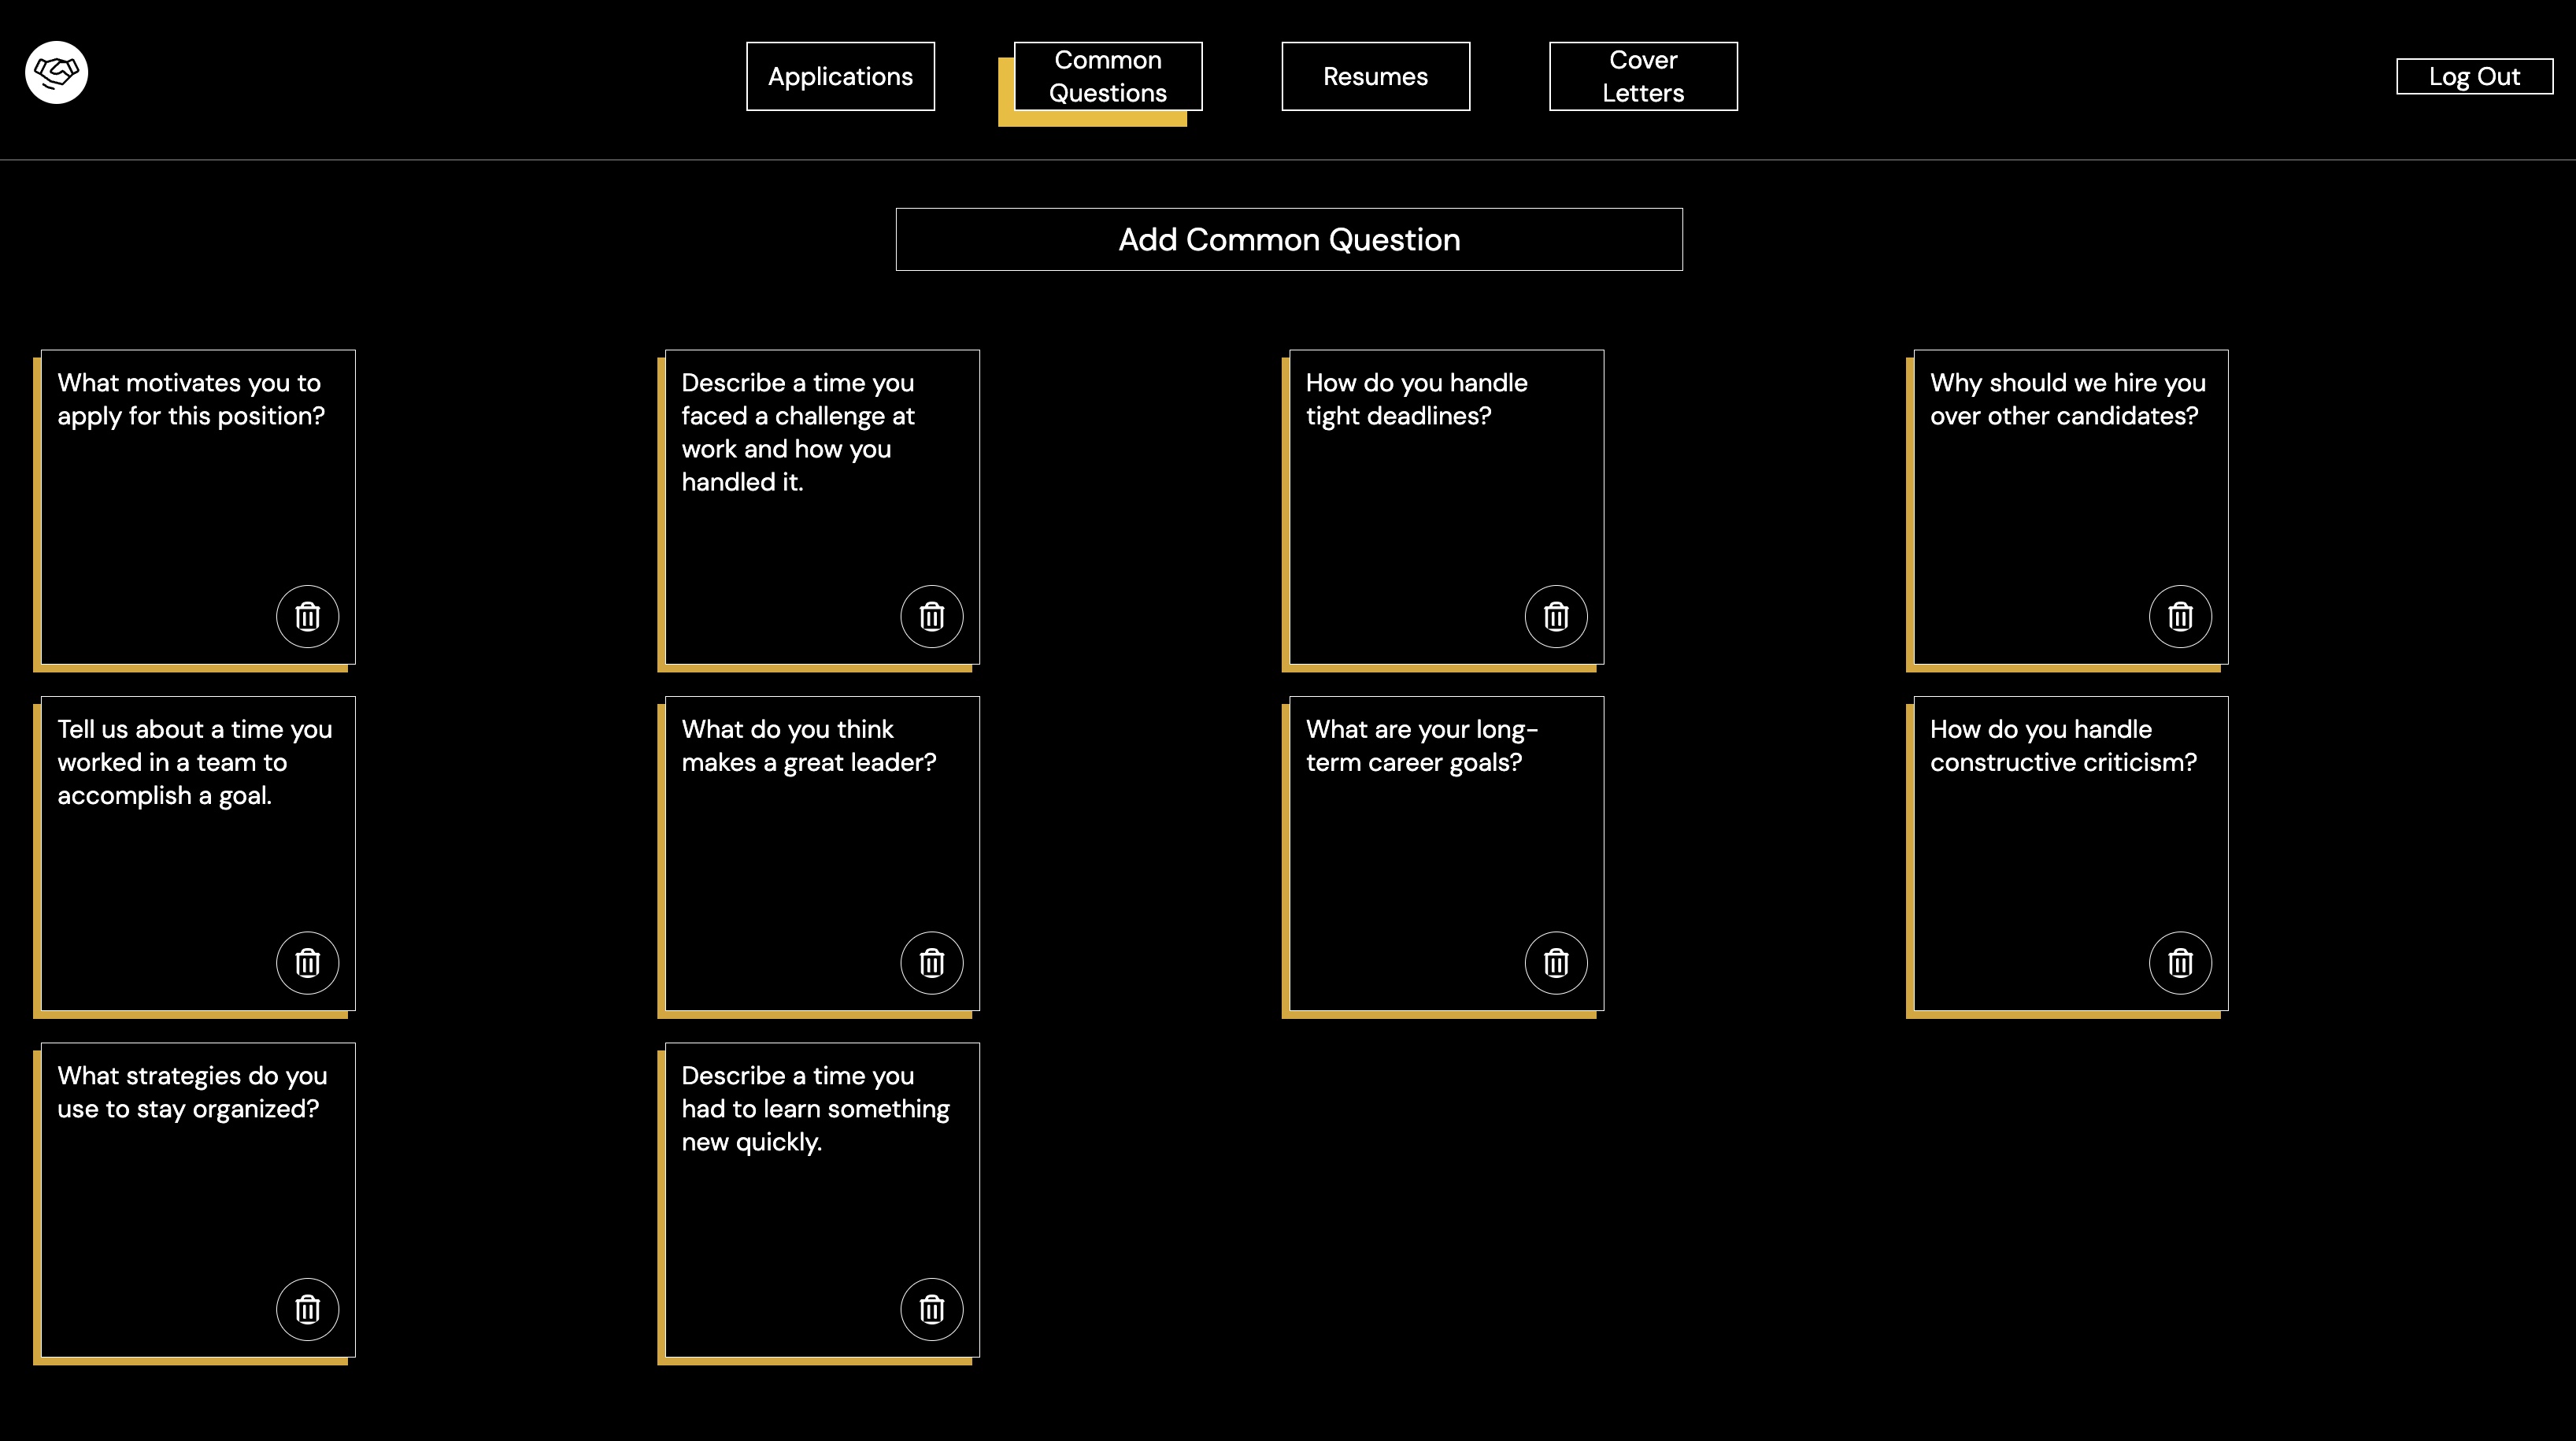 Applications
Common
Questions
Resumes
Cover
Letters
Log Out
Add Common Question
What motivates you to
apply for this position?
Describe a time you
faced a challenge at
work and how you
handled it.
How do you handle
tight deadlines?
Why should we hire you
over other candidates?
Tell us about a time you
worked in a team to
accomplish a goal.
What do you think
makes a great leader?
What are your long-
term career goals?
How do you handle
constructive criticism?
What strategies do you
use to stay organized?
Describe a time you
had to learn something
new quickly.